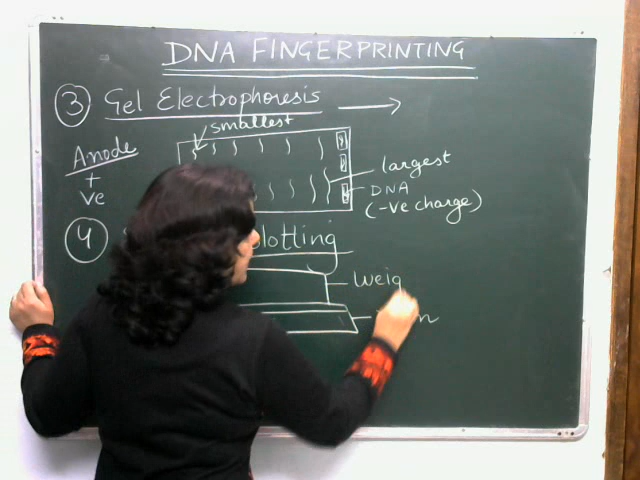 DNA FINGERPRINTING
3 Gel Electrophoresis
smallest
Anode
+
ve
largest
DNA
(-ve charge)
4
lotting
Weig